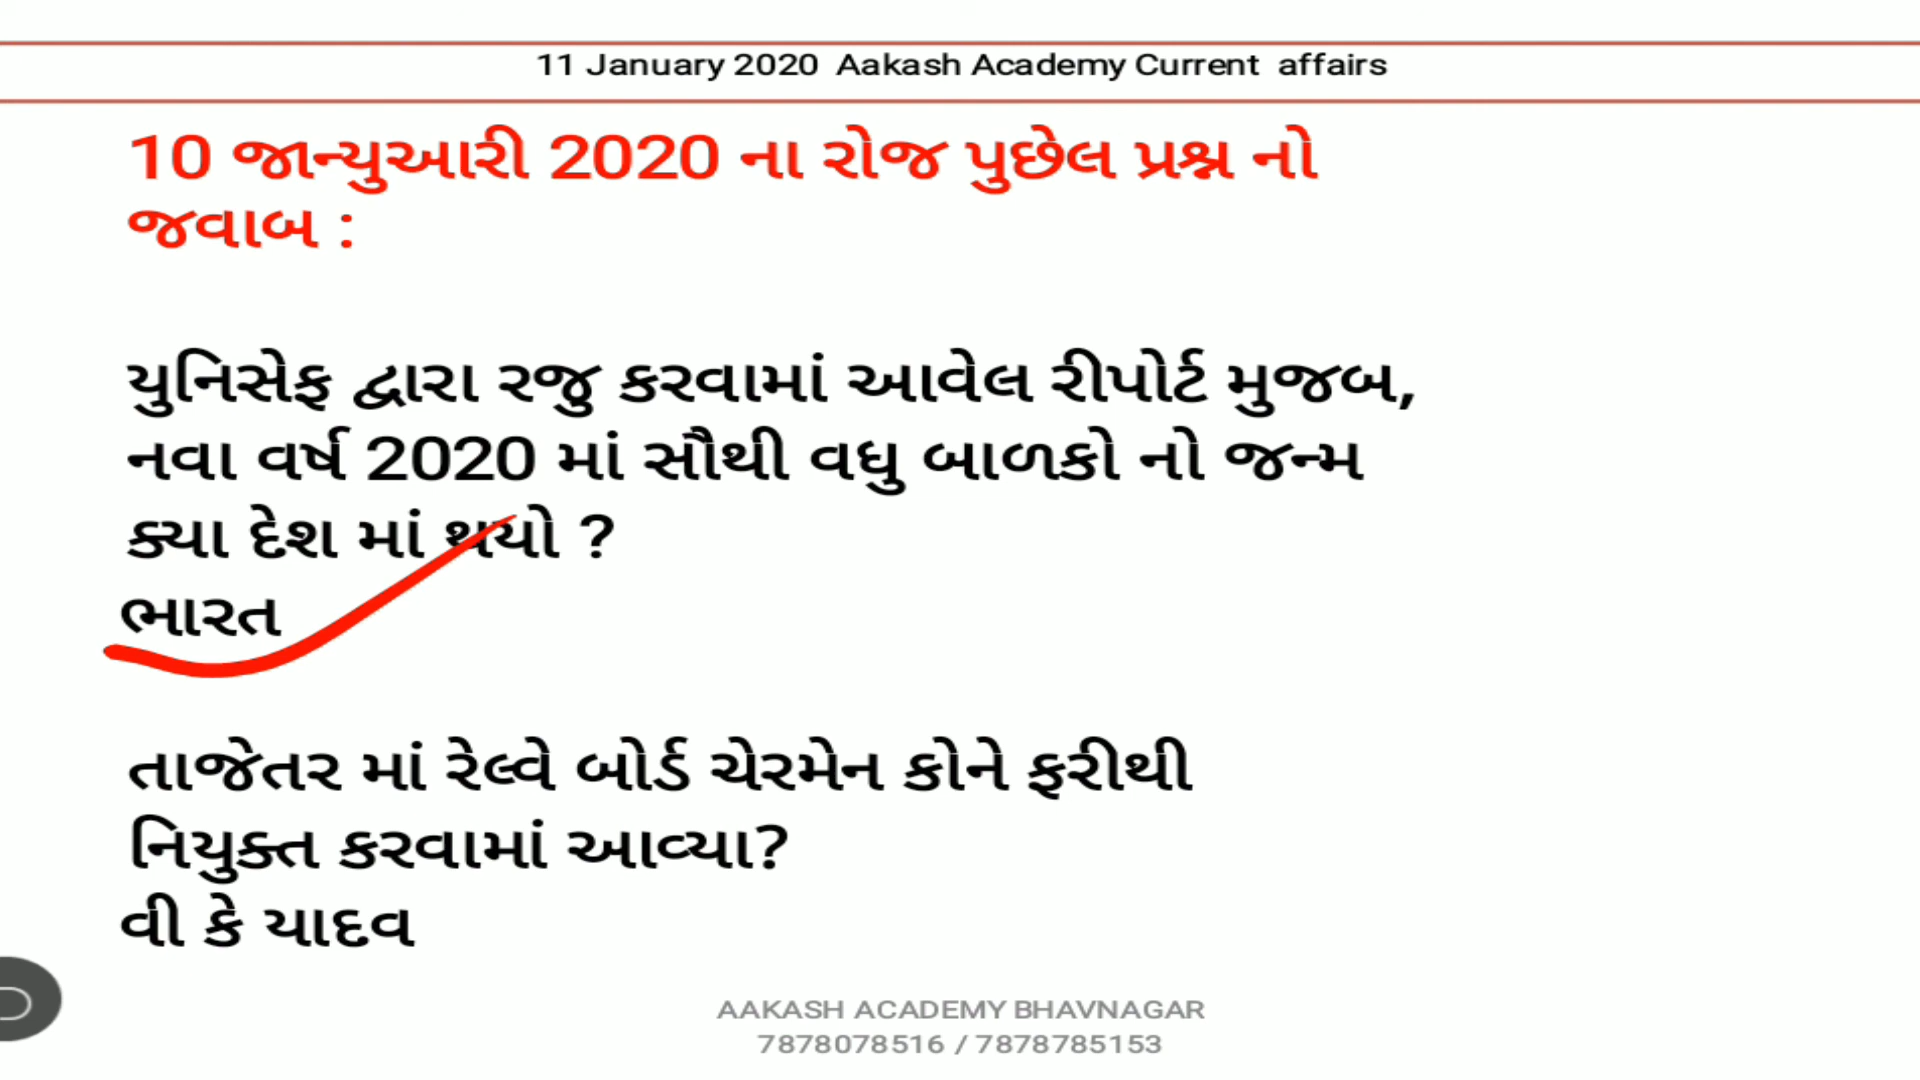 11 January 2020 Aakash Academy Current affairs
10 જાન્યુઆરી 2020 ના રોજ પુછેલ પ્રશ્ન નો
જવાબ :
યુનિસેફ દ્વારા રજુ કરવામાં આવેલ રીપોર્ટ મુજબ,
નવા વર્ષ 2020 માં સૌથી વધુ બાળકો નો જન્મ
ક્યા દેશ માં થયો ?
ભારત
તાજેતર માં રેલ્વે બોર્ડ ચેરમેન કોને ફરીથી
નિયુક્ત કરવામાં આવ્યા?
વી કે યાદવ
AAKASH ACADEMY BHAVNAGAR
7878078516 / 7878785153